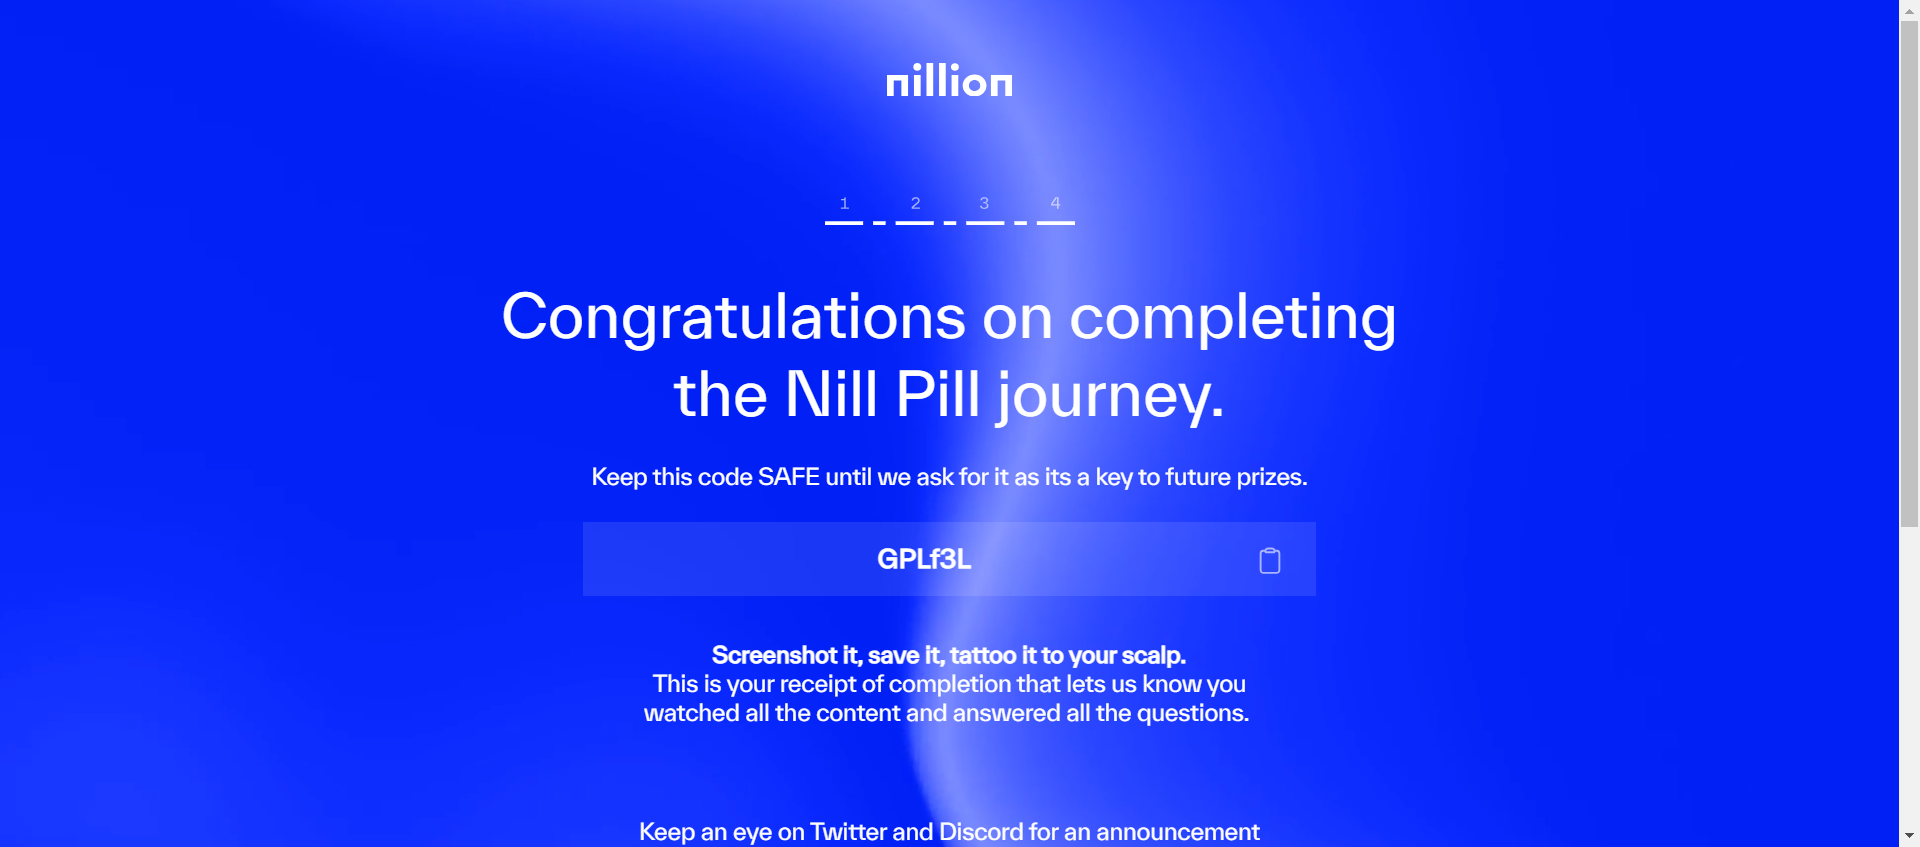 nillion
1 2 3 4
Congratulations on completing
the Nill Pill journey.
Keep this code SAFE until we ask for it as its a key to future prizes.
GPLf3L
Screenshot it, save it, tattoo it to your scalp.
This is your receipt of completion that lets us know you
watched all the content and answered all the questions.
Keep an eye on Twitter and Discord for an announcement